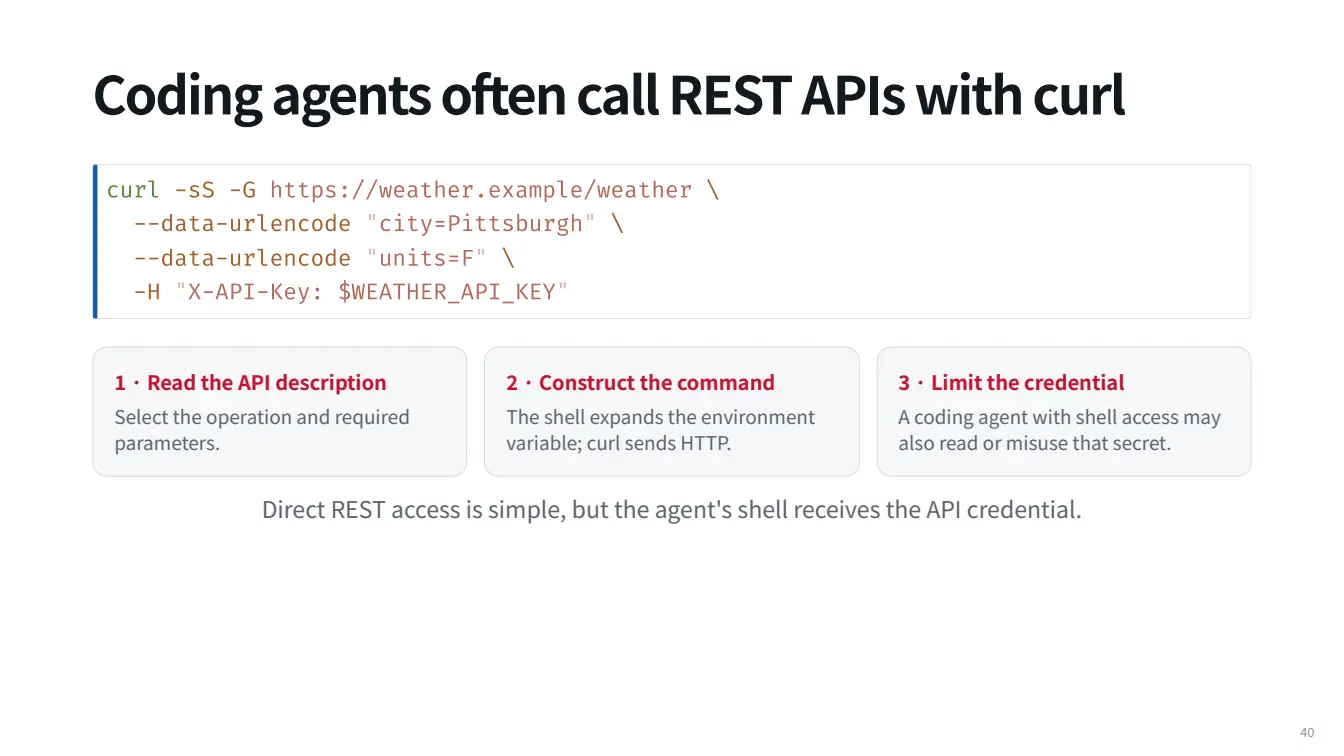 Coding agents often call REST APIs with curl
curl -sS -G https://weather.example/weather \
  --data-urlencode "city=Pittsburgh" \
  --data-urlencode "units=F" \
  -H "X-API-Key: $WEATHER_API_KEY"
1 · Read the API description
Select the operation and required
parameters.
2 · Construct the command
The shell expands the environment
variable; curl sends HTTP.
3 · Limit the credential
A coding agent with shell access may
also read or misuse that secret.
Direct REST access is simple, but the agent's shell receives the API credential.
40